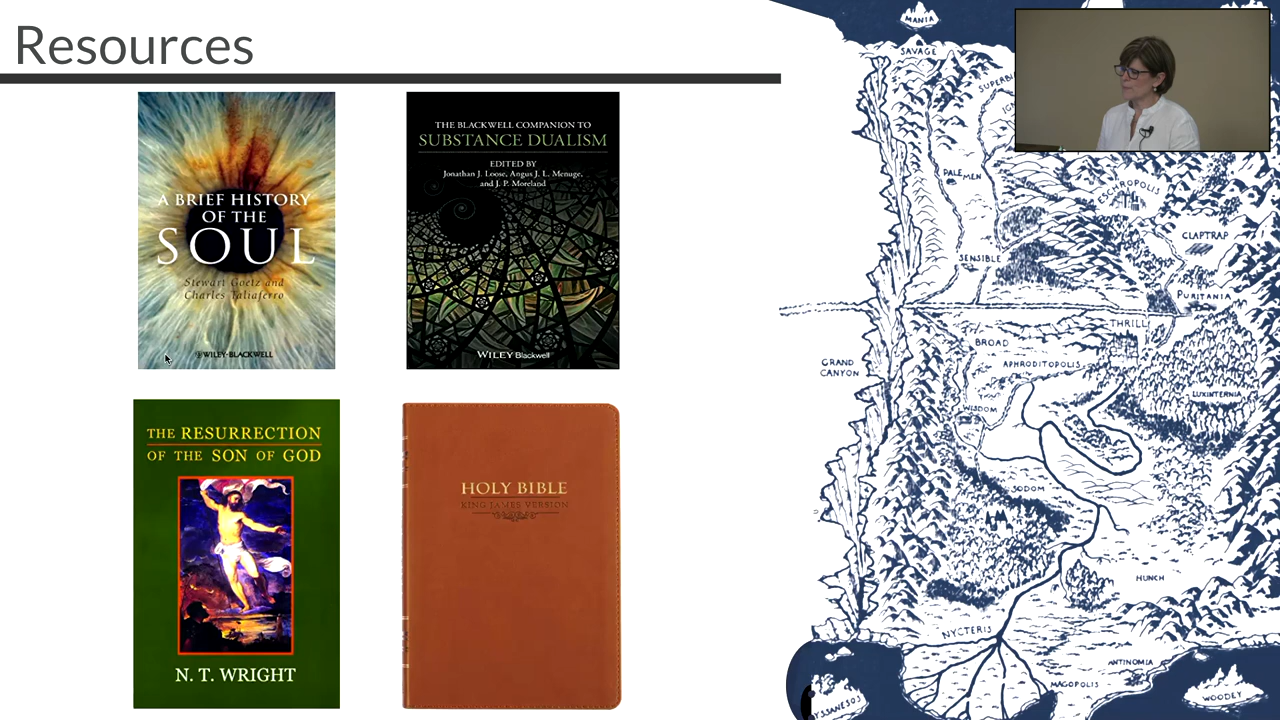 Resources
A BRIEF HISTORY
OF THE
SOUL
Stewart Goetz and
Charles Taliaferro
WILEY-BLACKWELL
THE BLACKWELL COMPANION TO
SUBSTANCE DUALISM
EDITED BY
Jonathan J. Loose, Angus J. L. Menuge,
and J. P. Moreland
WILEY Blackwell
THE RESURRECTION
OF THE SON OF GOD
N. T. WRIGHT
HOLY BIBLE
KING JAMES VERSION
MANIA
SAVAGE
PALE MEN
CLAPTRAP
SENSIBLE
PURITANIA
THRILL
BROAD
GRAND
CANYON
APHRODITOPOLIS
LUXINTERNIA
WISDOM
SODOM
HUNCH
NYCTERIS
ANTINOMIA
MAGOPOLIS
WOODEY